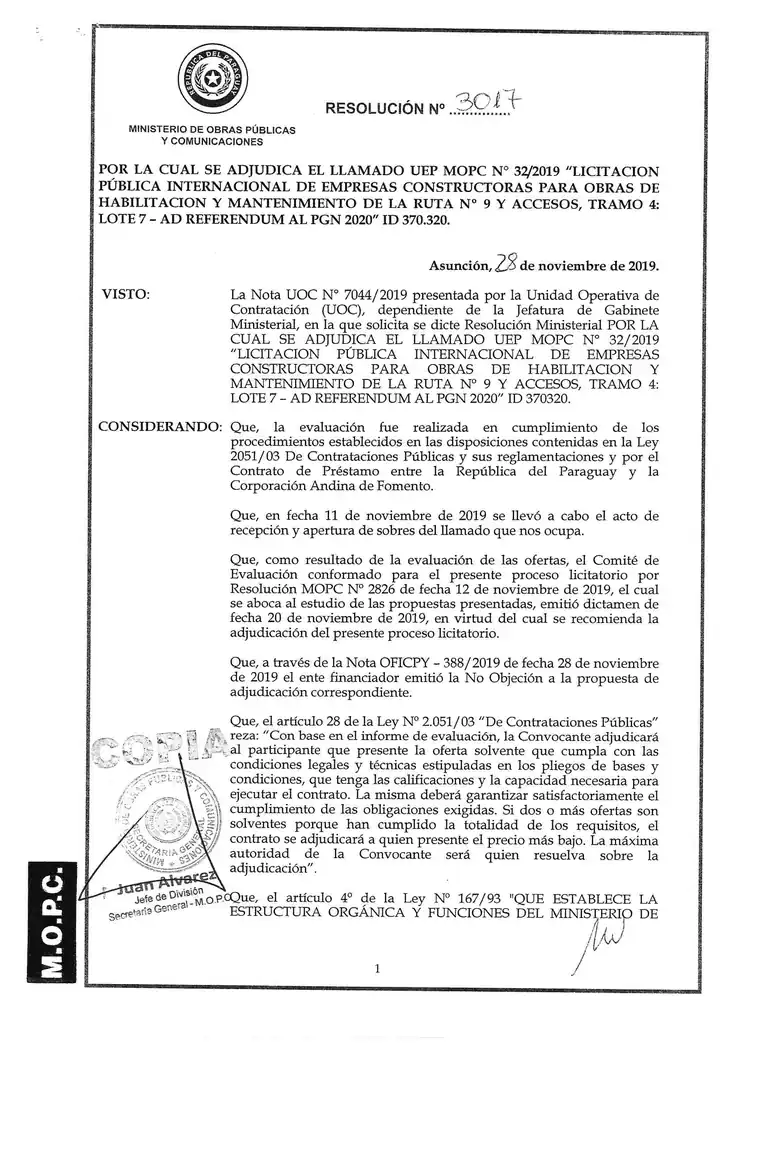 REPUBLICA DEL PARAGUAY
MINISTERIO DE OBRAS PÚBLICAS
Y COMUNICACIONES
RESOLUCIÓN Nº 3017
POR LA CUAL SE ADJUDICA EL LLAMADO UEP MOPC N° 32/2019 "LICITACION
PÚBLICA INTERNACIONAL DE EMPRESAS CONSTRUCTORAS PARA OBRAS DE
HABILITACION Y MANTENIMIENTO DE LA RUTA N° 9 Y ACCESOS, TRAMO 4:
LOTE 7 – AD REFERENDUM AL PGN 2020" ID 370.320.
Asunción, 28 de noviembre de 2019.
VISTO: La Nota UOC N° 7044/2019 presentada por la Unidad Operativa de
Contratación (UOC), dependiente de la Jefatura de Gabinete
Ministerial, en la que solicita se dicte Resolución Ministerial POR LA
CUAL SE ADJUDICA EL LLAMADO UEP MOPC N° 32/2019
"LICITACION PÚBLICA INTERNACIONAL DE EMPRESAS
CONSTRUCTORAS PARA OBRAS DE HABILITACION Y
MANTENIMIENTO DE LA RUTA N° 9 Y ACCESOS, TRAMO 4:
LOTE 7 – AD REFERENDUM AL PGN 2020" ID 370320.
CONSIDERANDO: Que, la evaluación fue realizada en cumplimiento de los
procedimientos establecidos en las disposiciones contenidas en la Ley
2051/03 De Contrataciones Públicas y sus reglamentaciones y por el
Contrato de Préstamo entre la República del Paraguay y la
Corporación Andina de Fomento.
Que, en fecha 11 de noviembre de 2019 se llevó a cabo el acto de
recepción y apertura de sobres del llamado que nos ocupa.
Que, como resultado de la evaluación de las ofertas, el Comité de
Evaluación conformado para el presente proceso licitatorio por
Resolución MOPC Nº 2826 de fecha 12 de noviembre de 2019, el cual
se aboca al estudio de las propuestas presentadas, emitió dictamen de
fecha 20 de noviembre de 2019, en virtud del cual se recomienda la
adjudicación del presente proceso licitatorio.
Que, a través de la Nota OFICPY – 388/2019 de fecha 28 de noviembre
de 2019 el ente financiador emitió la No Objeción a la propuesta de
adjudicación correspondiente.
Que, el artículo 28 de la Ley Nº 2.051/03 "De Contrataciones Públicas"
reza: "Con base en el informe de evaluación, la Convocante adjudicará
al participante que presente la oferta solvente que cumpla con las
condiciones legales y técnicas estipuladas en los pliegos de bases y
condiciones, que tenga las calificaciones y la capacidad necesaria para
ejecutar el contrato. La misma deberá garantizar satisfactoriamente el
cumplimiento de las obligaciones exigidas. Si dos o más ofertas son
solventes porque han cumplido la totalidad de los requisitos, el
contrato se adjudicará a quien presente el precio más bajo. La máxima
autoridad de la Convocante será quien resuelva sobre la
adjudicación".
Que, el artículo 4º de la Ley Nº 167/93 "QUE ESTABLECE LA
ESTRUCTURA ORGÁNICA Y FUNCIONES DEL MINISTERIO DE
COPIA
SECRETARIA GENERAL
Juan Alvarez
Jefe de División
Secretaría General - M.O.P.C
M.O.P.C.
1